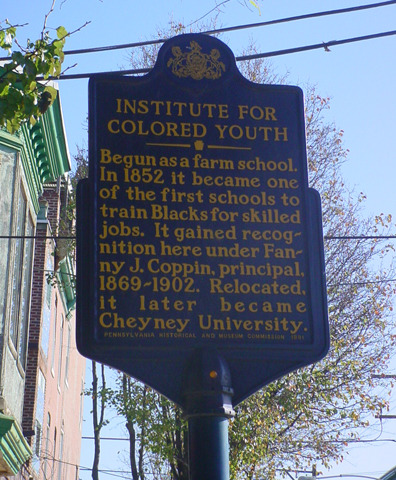 INSTITUTE FOR
COLORED YOUTH
Begun as a farm school.
In 1852 it became one
of the first schools to
train Blacks for skilled
jobs. It gained recog-
nition here under Fan-
ny J. Coppin, principal,
1869-1902. Relocated,
it later became
Cheyney University.
PENNSYLVANIA HISTORICAL AND MUSEUM COMMISSION